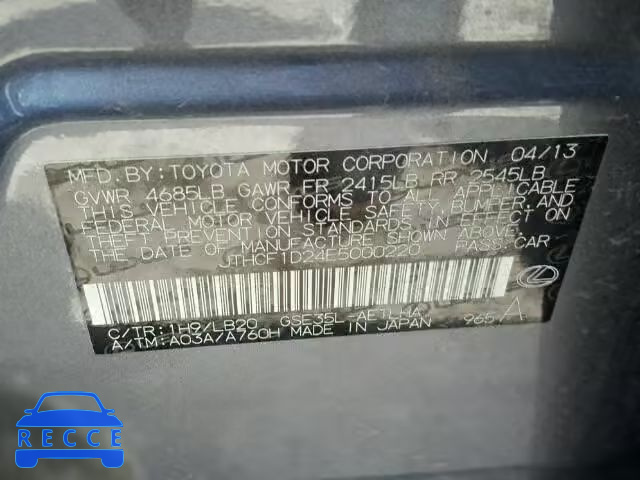 MFD. BY: TOYOTA MOTOR CORPORATION 04/13
GVWR 4685LB GAWR FR 2415LB RR 2545LB
THIS VEHICLE CONFORMS TO ALL APPLICABLE
FEDERAL MOTOR VEHICLE SAFETY, BUMPER, AND
THEFT PREVENTION STANDARDS IN EFFECT ON
THE DATE OF MANUFACTURE SHOWN ABOVE.
PASS. CAR
C/TR: 1H9/LB20 GSE35L-AETLHA 965 A
A/TM: A03A/A760H MADE IN JAPAN
RECSCE